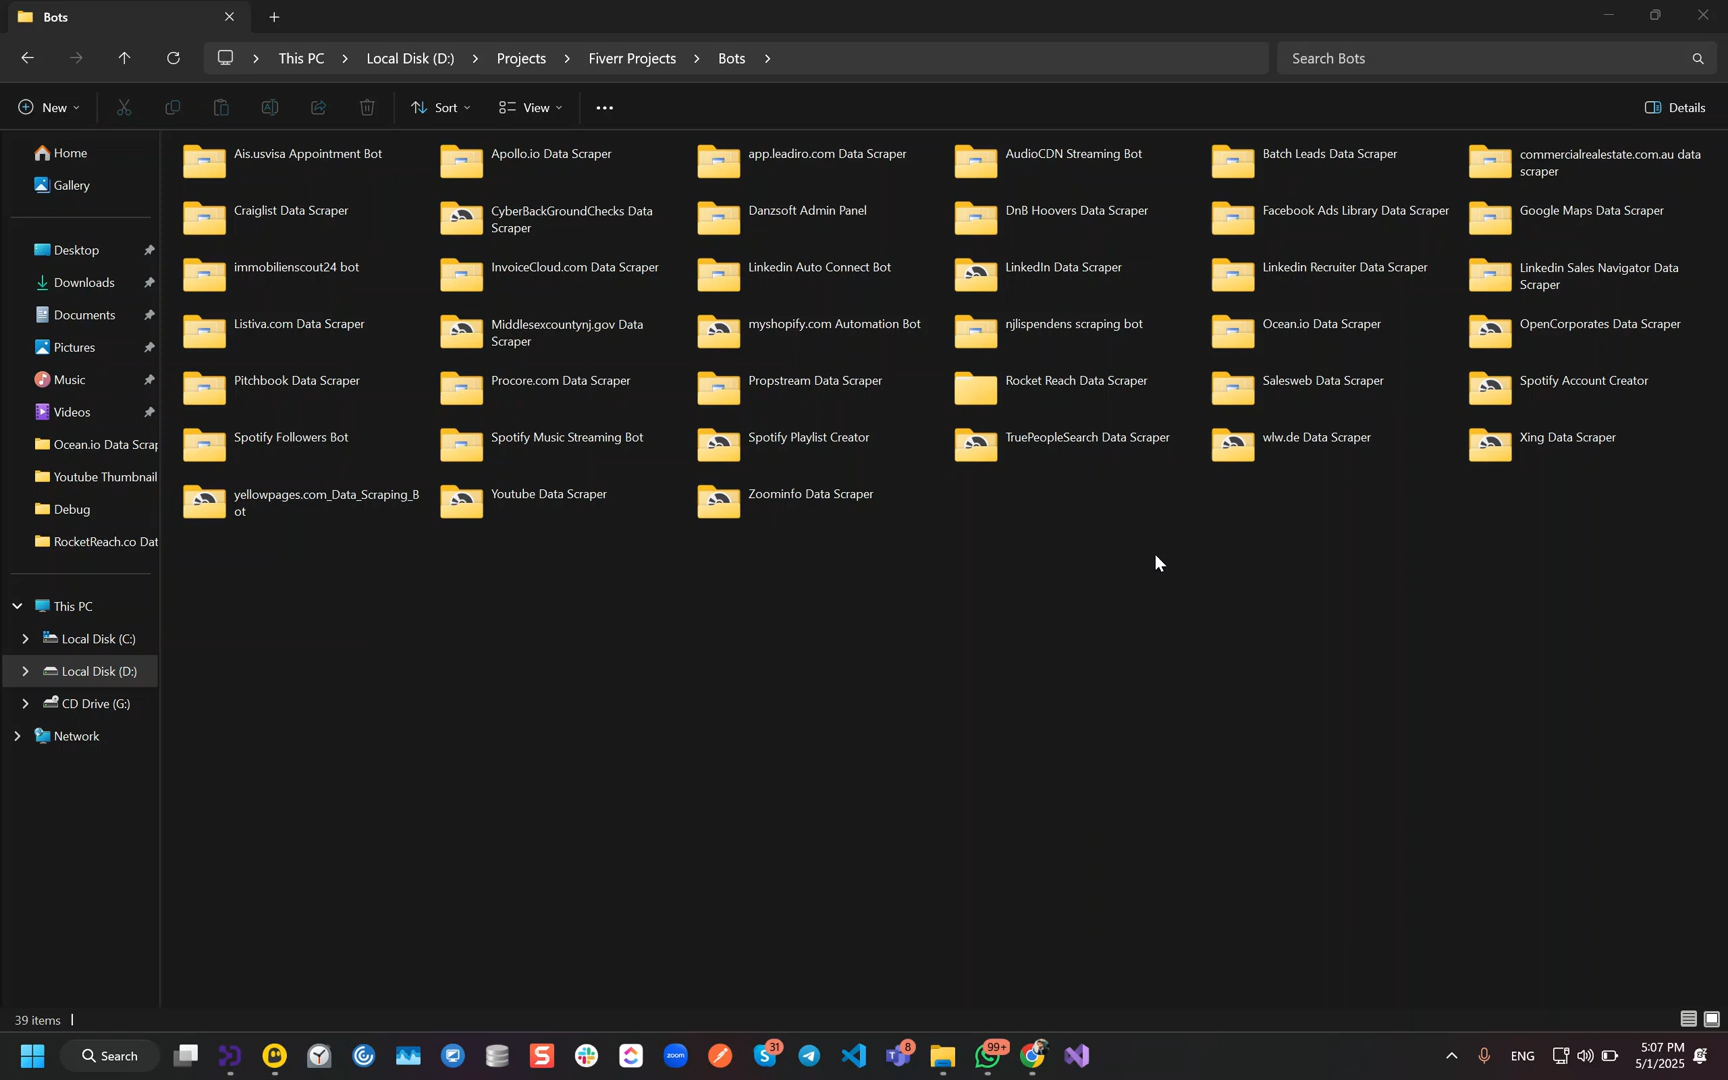 Bots
This PC > Local Disk (D:) > Projects > Fiverr Projects > Bots >
Search Bots
New
Sort
View
Details
Home
Gallery
Desktop
Downloads
Documents
Pictures
Music
Videos
Ocean.io Data Scrap
Youtube Thumbnail
Debug
RocketReach.co Dat
This PC
Local Disk (C:)
Local Disk (D:)
CD Drive (G:)
Network
Ais.usvisa Appointment Bot
Apollo.io Data Scraper
app.leadiro.com Data Scraper
AudioCDN Streaming Bot
Batch Leads Data Scraper
commercialrealestate.com.au data
scraper
Craiglist Data Scraper
CyberBackGroundChecks Data
Scraper
Danzsoft Admin Panel
DnB Hoovers Data Scraper
Facebook Ads Library Data Scraper
Google Maps Data Scraper
immobilienscout24 bot
InvoiceCloud.com Data Scraper
Linkedin Auto Connect Bot
LinkedIn Data Scraper
Linkedin Recruiter Data Scraper
Linkedin Sales Navigator Data
Scraper
Listiva.com Data Scraper
Middlesexcountynj.gov Data
Scraper
myshopify.com Automation Bot
njlispendens scraping bot
Ocean.io Data Scraper
OpenCorporates Data Scraper
Pitchbook Data Scraper
Procore.com Data Scraper
Propstream Data Scraper
Rocket Reach Data Scraper
Salesweb Data Scraper
Spotify Account Creator
Spotify Followers Bot
Spotify Music Streaming Bot
Spotify Playlist Creator
TruePeopleSearch Data Scraper
wlw.de Data Scraper
Xing Data Scraper
yellowpages.com_Data_Scraping_B
ot
Youtube Data Scraper
Zoominfo Data Scraper
39 items
Search
zoom
31
8
99+
ENG
5:07 PM
5/1/2025